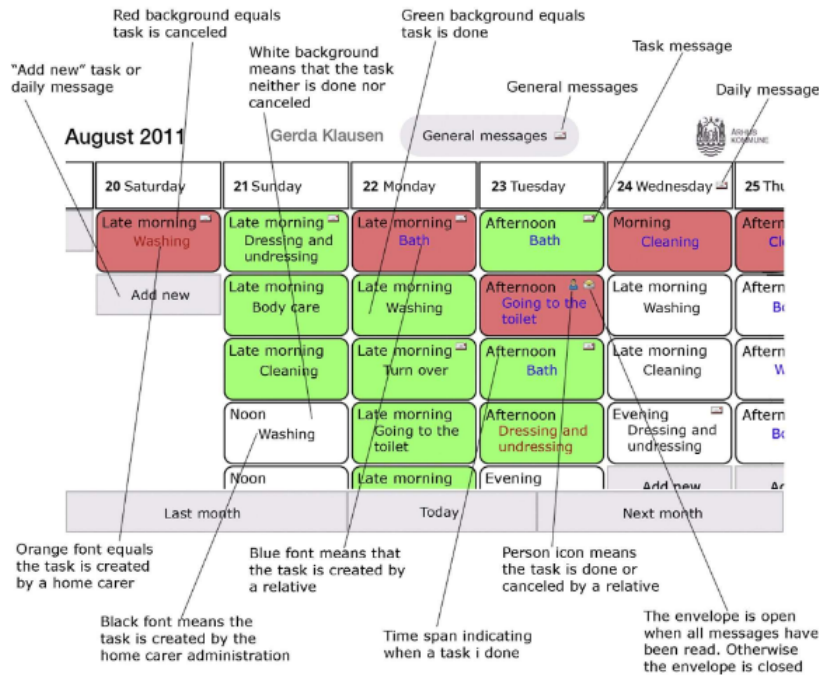 Red background equals
task is canceled
Green background equals
task is done
White background
means that the task
neither is done nor
canceled
Task message
"Add new" task or
daily message
General messages
Daily message
August 2011
Gerda Klausen
General messages
ÅRHUS
KOMMUNE
20 Saturday
21 Sunday
22 Monday
23 Tuesday
24 Wednesday
25 Thu
Late morning
Washing
Late morning
Dressing and
undressing
Late morning
Bath
Afternoon
Bath
Morning
Cleaning
Aftern
Cl
Add new
Late morning
Body care
Late morning
Washing
Afternoon
Going to the
toilet
Late morning
Washing
Aftern
Bo
Late morning
Cleaning
Late morning
Turn over
Afternoon
Bath
Late morning
Cleaning
Aftern
W
Noon
Washing
Late morning
Going to the
toilet
Afternoon
Dressing and
undressing
Evening
Dressing and
undressing
Aftern
Bo
Noon
Late morning
Evening
Add new
Last month
Today
Next month
Orange font equals
the task is created
by a home carer
Blue font means that
the task is created by
a relative
Person icon means
the task is done or
canceled by a relative
Black font means the
task is created by the
home carer administration
Time span indicating
when a task i done
The envelope is open
when all messages have
been read. Otherwise
the envelope is closed